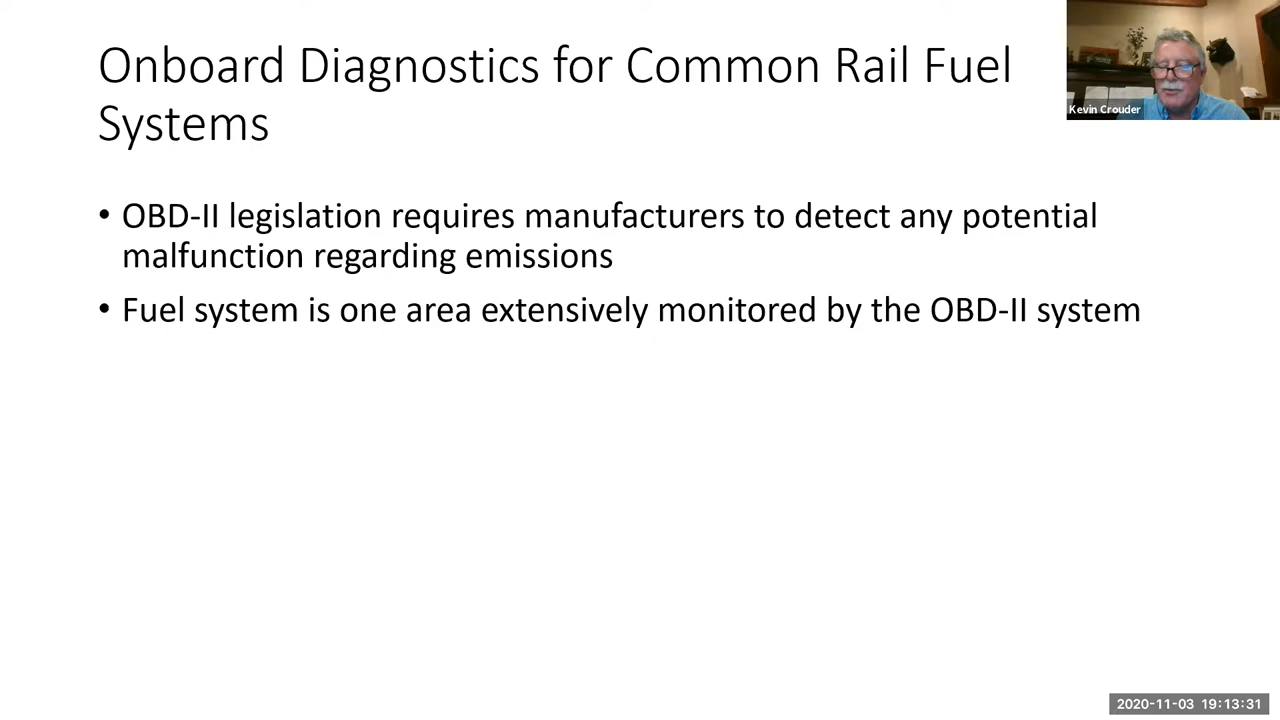 Onboard Diagnostics for Common Rail Fuel
Systems
Kevin Crouder
• OBD-II legislation requires manufacturers to detect any potential
malfunction regarding emissions
• Fuel system is one area extensively monitored by the OBD-II system
2020-11-03 19:13:31